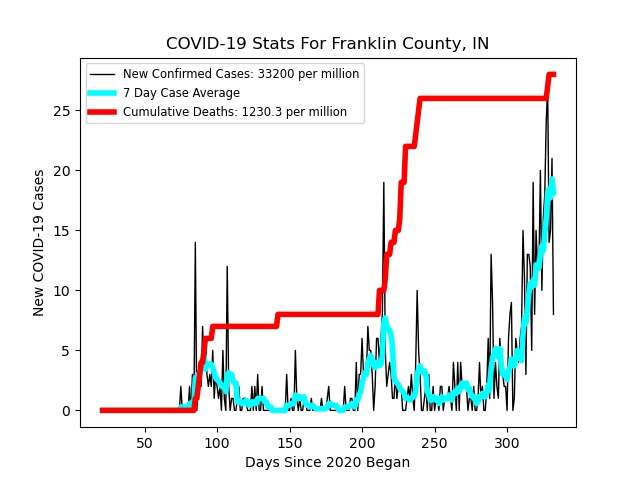 COVID-19 Stats For Franklin County, IN
New Confirmed Cases: 33200 per million
7 Day Case Average
Cumulative Deaths: 1230.3 per million
25
20
15
10
5
0
New COVID-19 Cases
50 100 150 200 250 300
Days Since 2020 Began